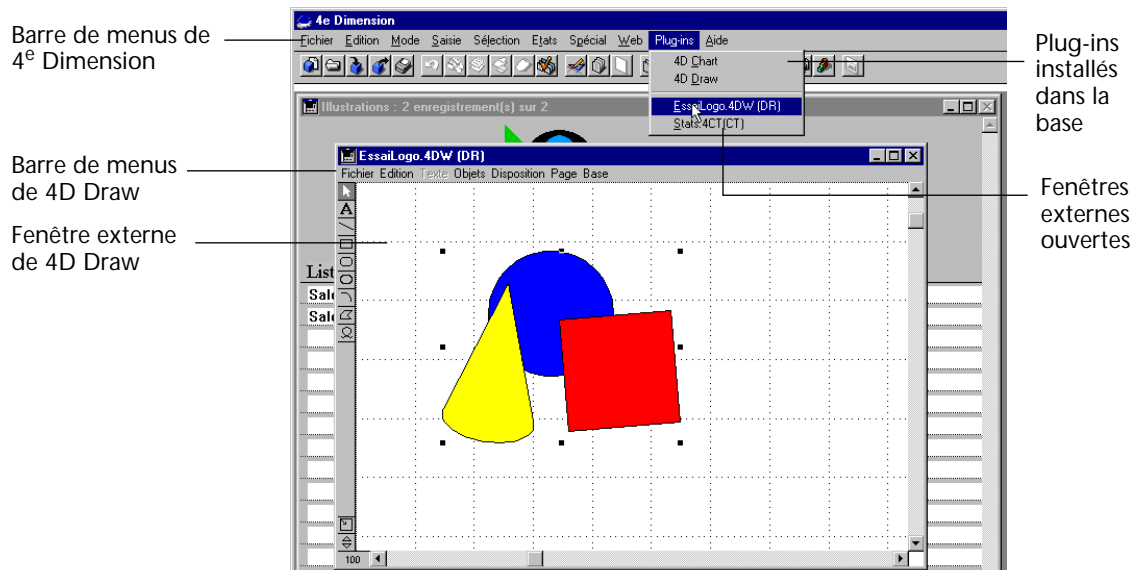 4e Dimension
Barre de menus de
4e Dimension
Fichier Edition Mode Saisie Sélection Etats Spécial Web Plug-ins Aide
Plug-ins
installés
dans la
base
4D Chart
4D Draw
EssaiLogo.4DW (DR)
Stats.4CT(CT)
Illustrations : 2 enregistrement(s) sur 2
Barre de menus
de 4D Draw
EssaiLogo.4DW (DR)
Fichier Edition Texte Objets Disposition Page Base
Fenêtres
externes
ouvertes
Fenêtre externe
de 4D Draw
A
List
Sale
Sale
100